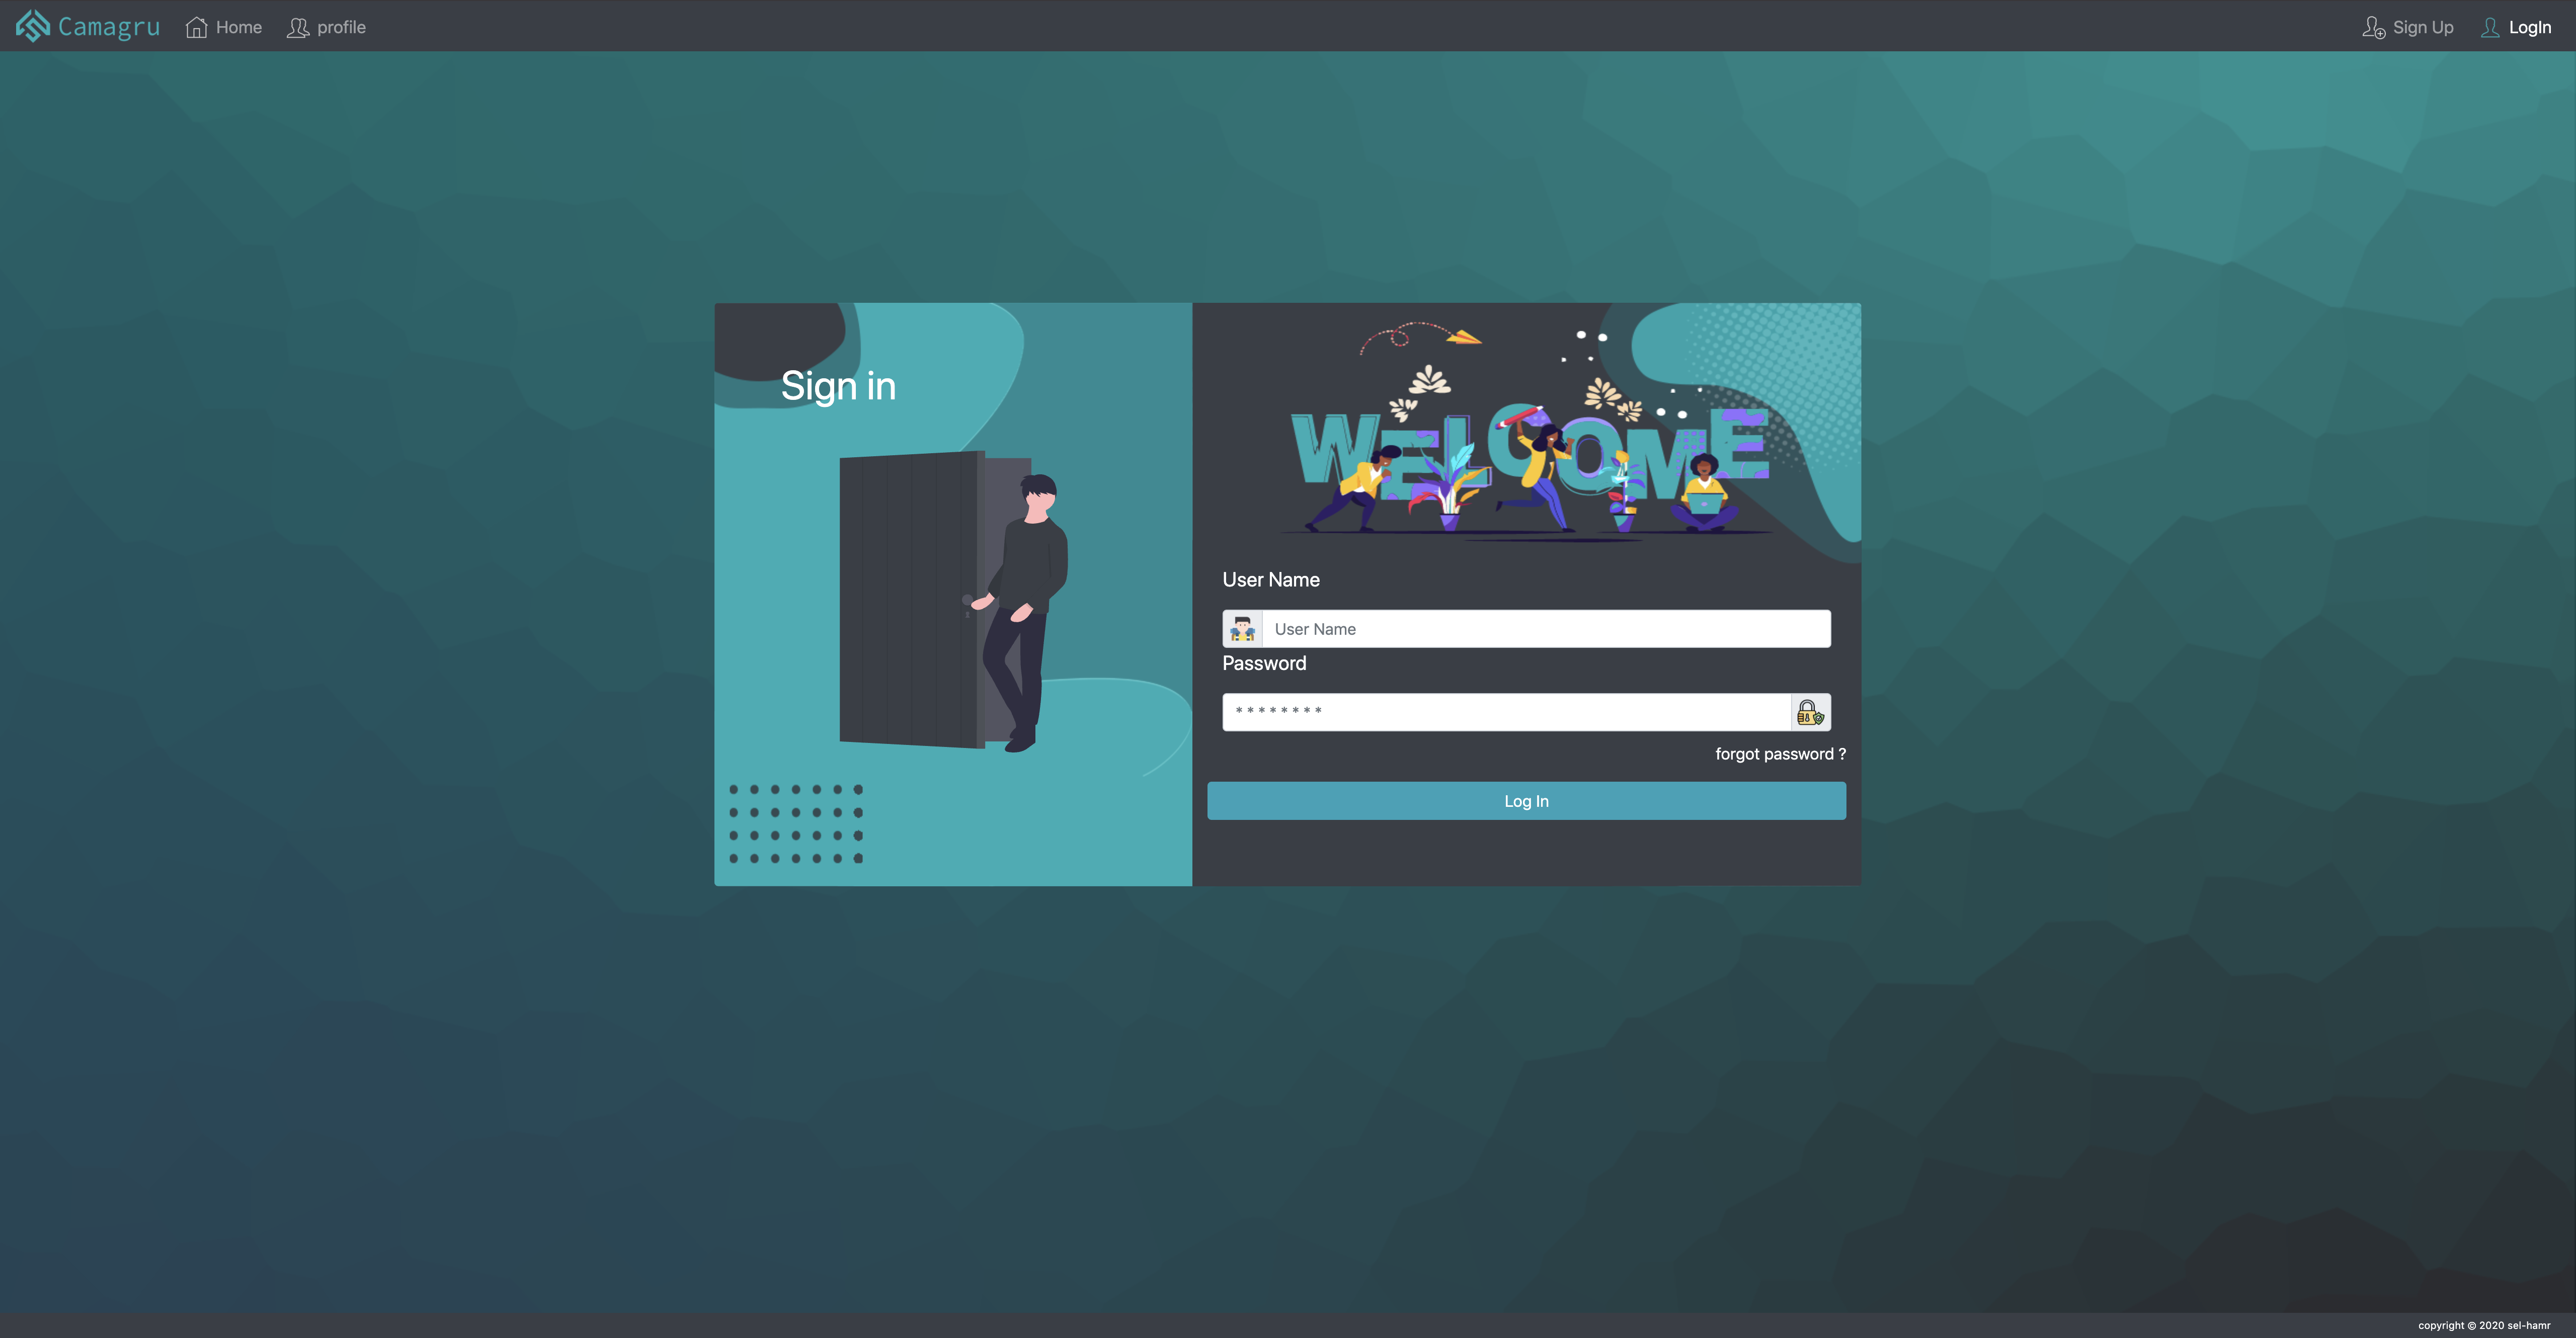 Camagru Home profile Sign Up LogIn
Sign in
WELCOME
User Name
User Name
Password
********
forgot password ?
Log In
copyright © 2020 sel-hamr